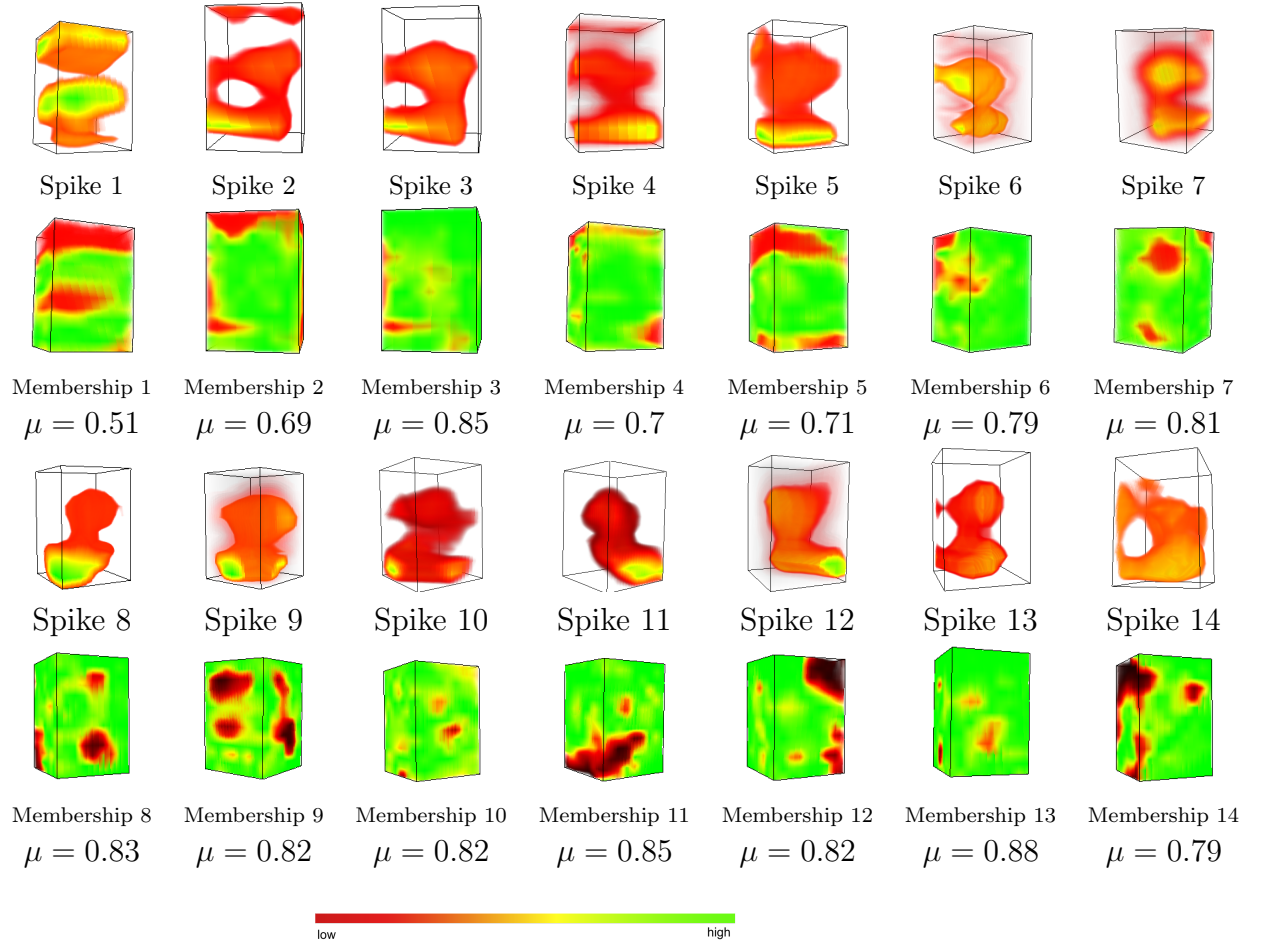 Spike 1 Spike 2 Spike 3 Spike 4 Spike 5 Spike 6 Spike 7
Membership 1 Membership 2 Membership 3 Membership 4 Membership 5 Membership 6 Membership 7
μ = 0.51 μ = 0.69 μ = 0.85 μ = 0.7 μ = 0.71 μ = 0.79 μ = 0.81
Spike 8 Spike 9 Spike 10 Spike 11 Spike 12 Spike 13 Spike 14
Membership 8 Membership 9 Membership 10 Membership 11 Membership 12 Membership 13 Membership 14
μ = 0.83 μ = 0.82 μ = 0.82 μ = 0.85 μ = 0.82 μ = 0.88 μ = 0.79
low high